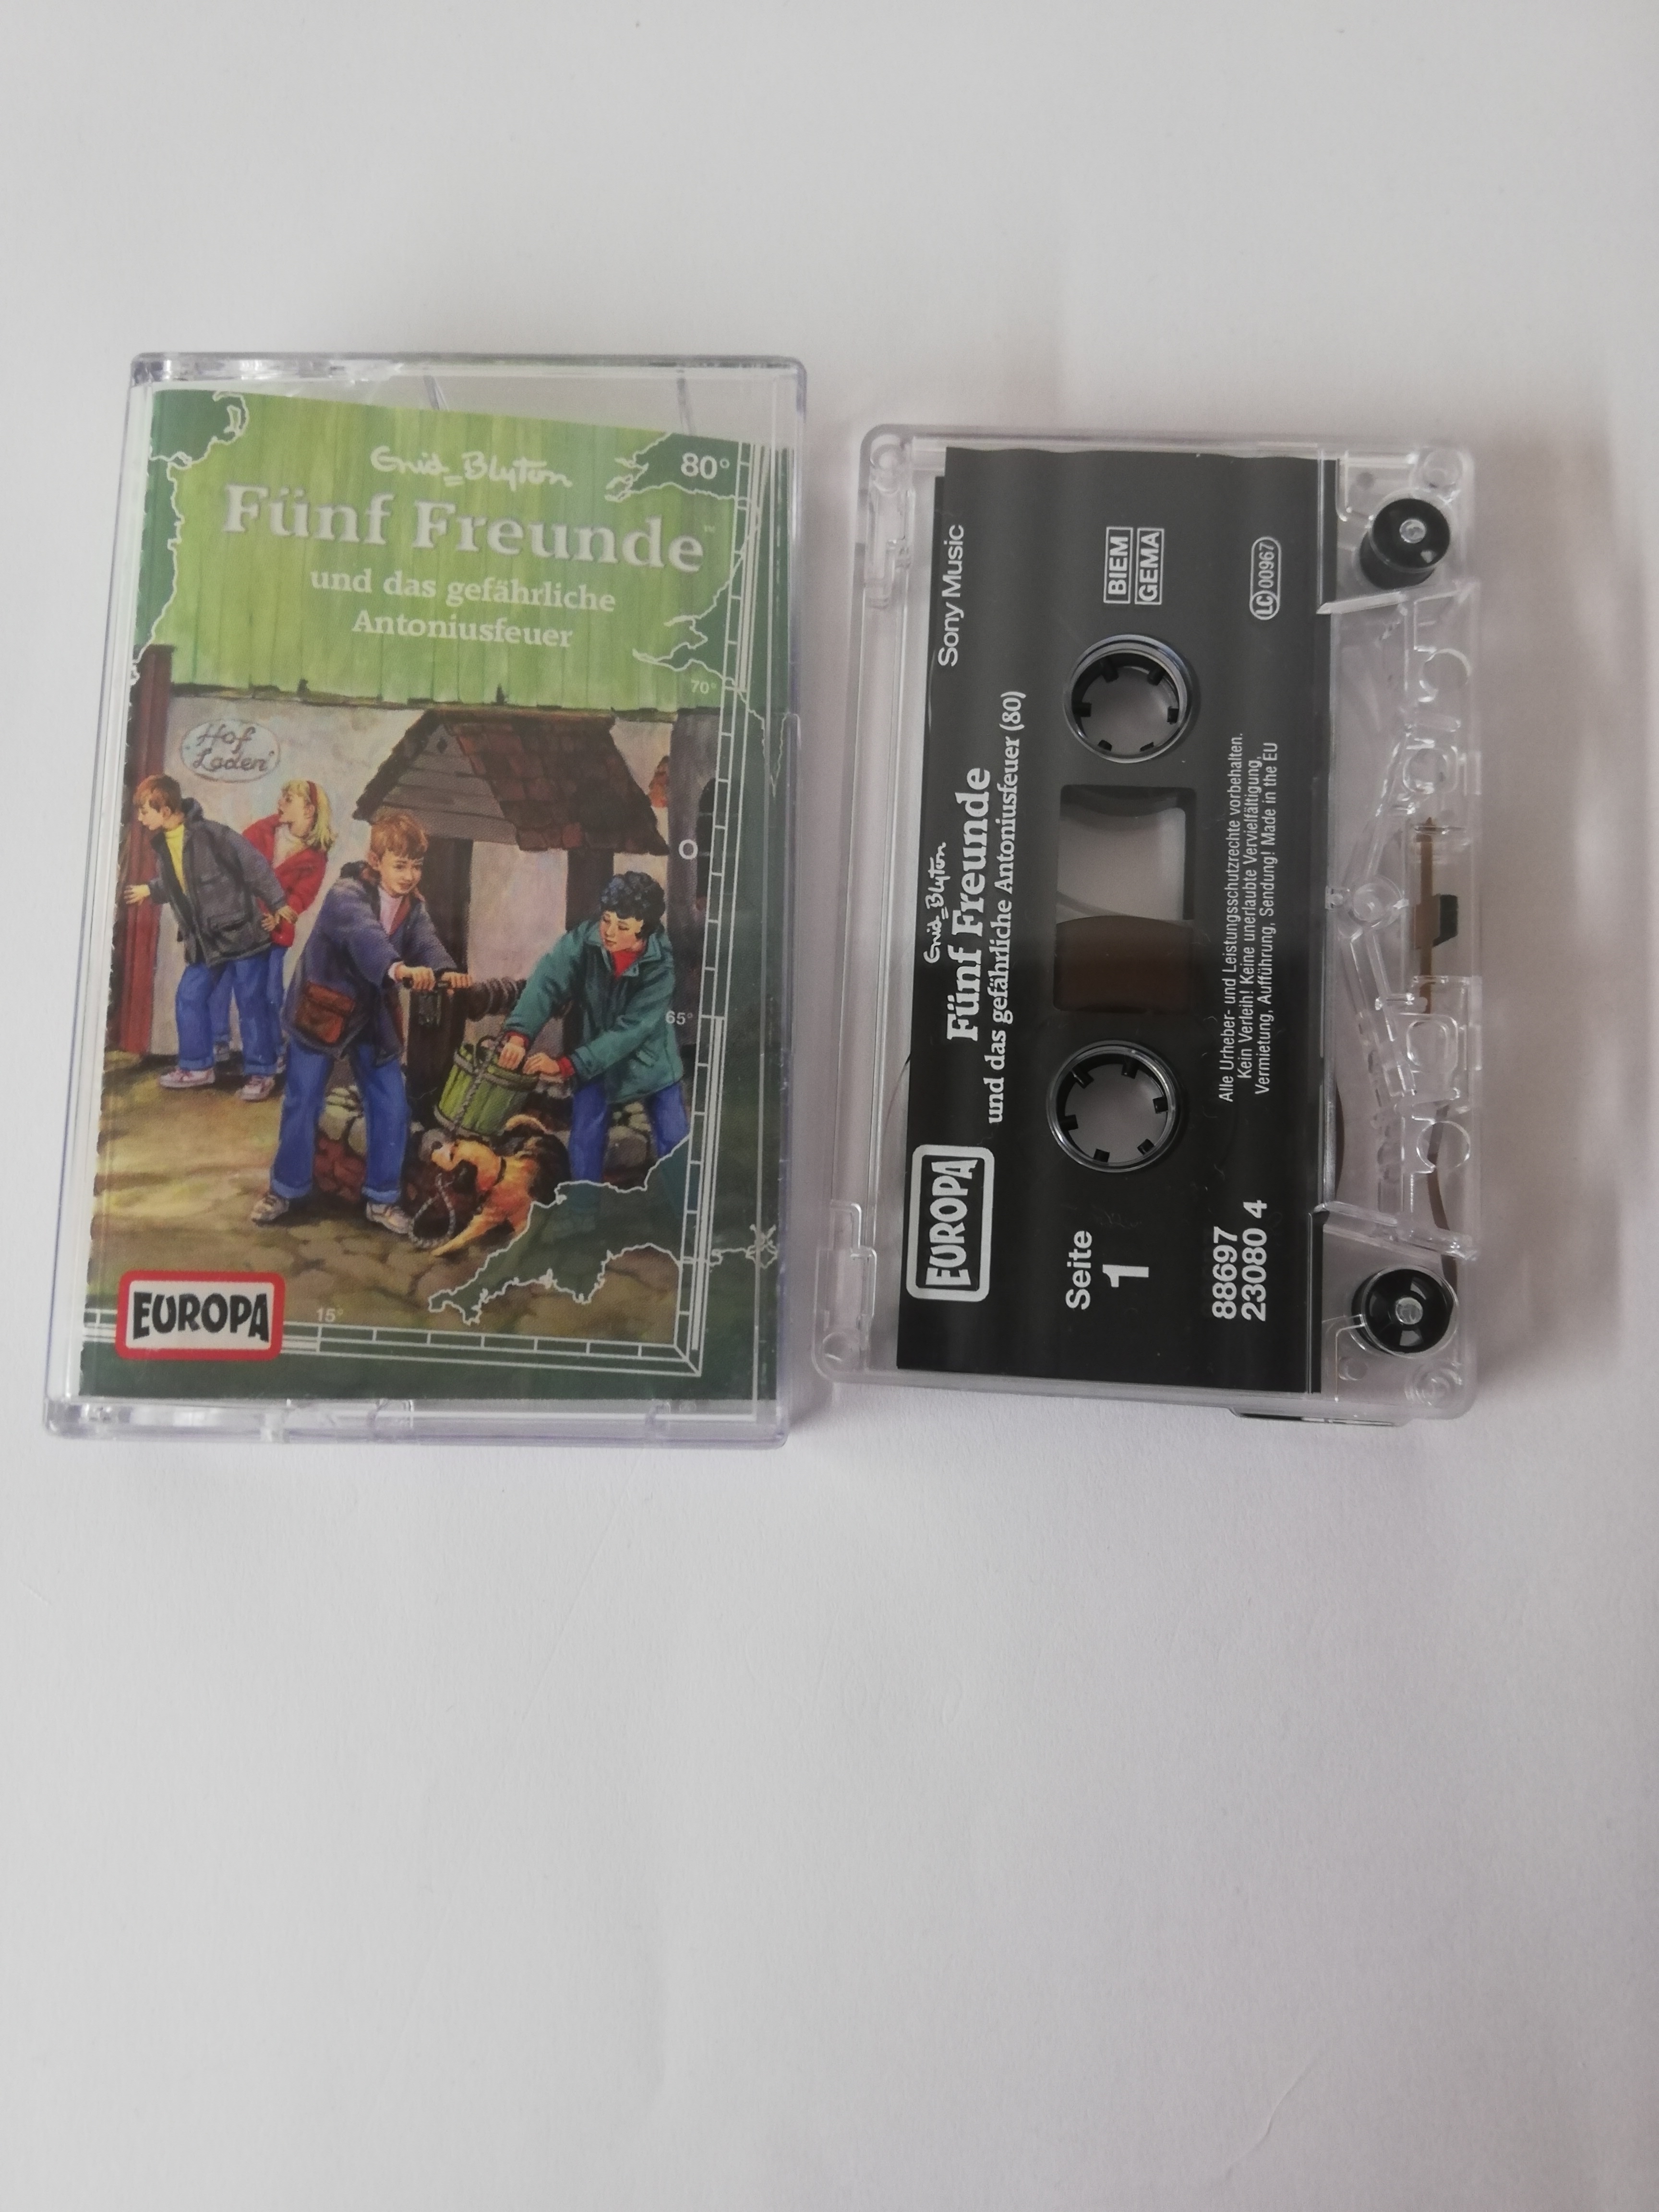 Enid Blyton
80°
Fünf Freunde™
und das gefährliche
Antoniusfeuer
70°
Hof
Laden
65°
EUROPA
15°
EUROPA
Enid Blyton
Fünf Freunde
und das gefährliche Antoniusfeuer (80)
Sony Music
Seite
1
BIEM
GEMA
88697
23080 4
Alle Urheber- und Leistungsschutzrechte vorbehalten.
Kein Verleih! Keine unerlaubte Vervielfältigung,
Vermietung, Aufführung, Sendung! Made in the EU
LC 00967